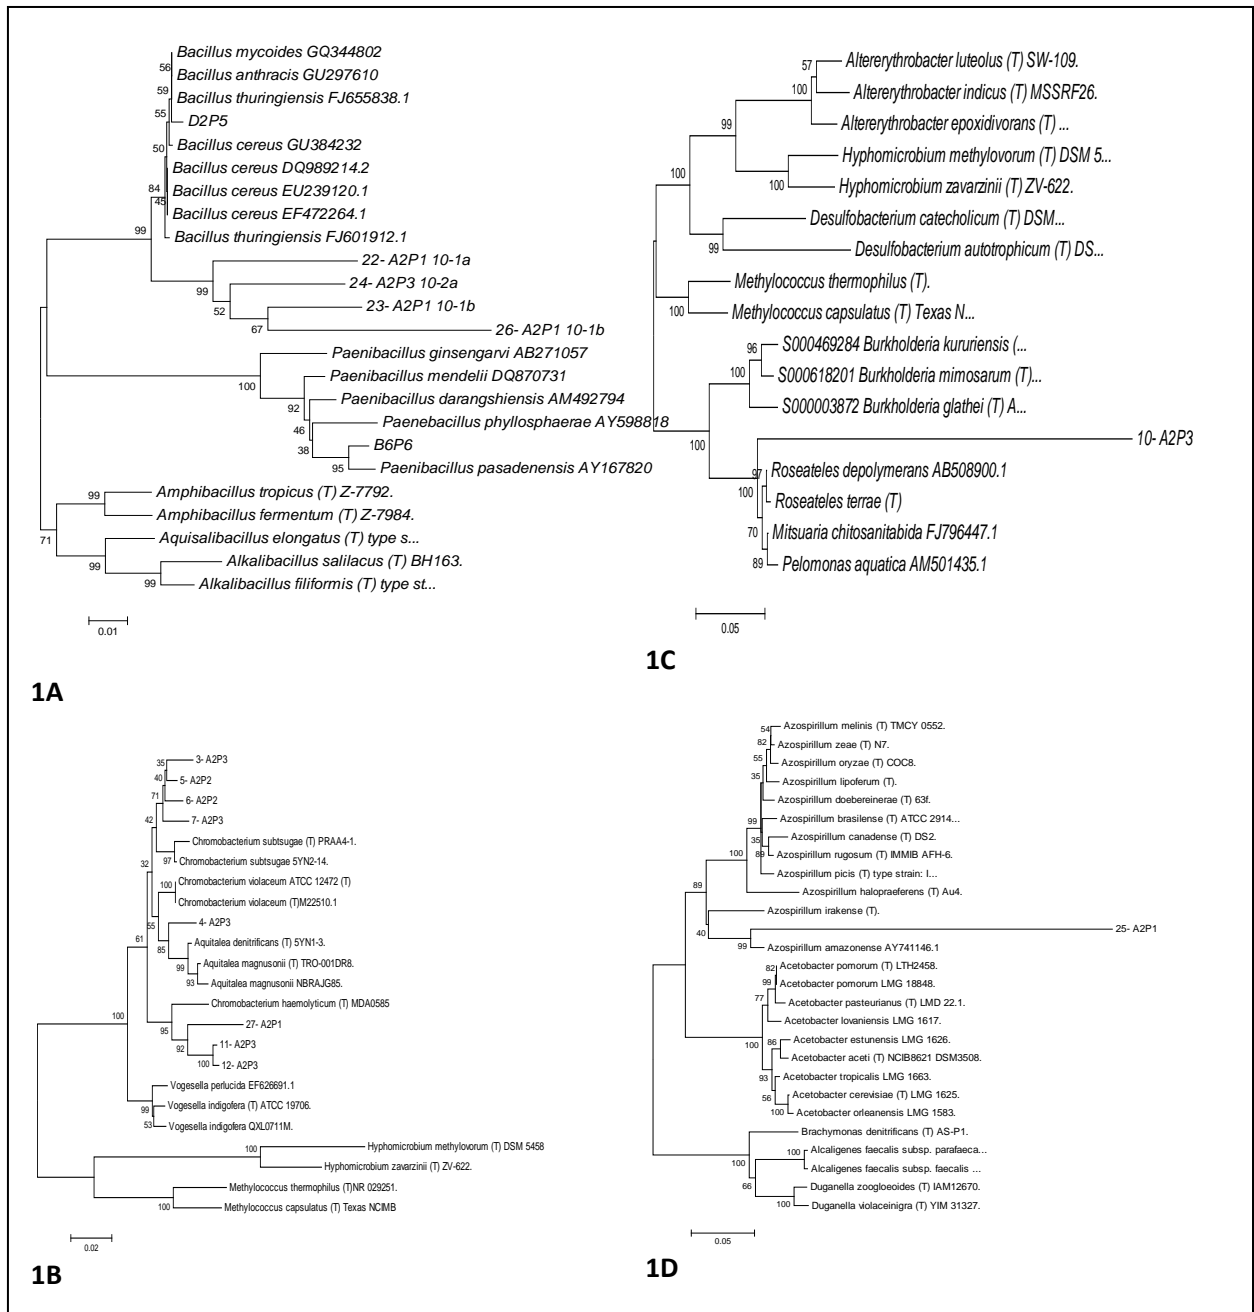 Bacillus mycoides GQ344802
56
Bacillus anthracis GU297610
59
Bacillus thuringiensis FJ655838.1
55
D2P5
Bacillus cereus GU384232
50
Bacillus cereus DQ989214.2
84
Bacillus cereus EU239120.1
45
Bacillus cereus EF472264.1
99
Bacillus thuringiensis FJ601912.1
22- A2P1 10-1a
99
24- A2P3 10-2a
52
23- A2P1 10-1b
67
26- A2P1 10-1b
Paenibacillus ginsengarvi AB271057
100
Paenibacillus mendelii DQ870731
92
Paenibacillus darangshiensis AM492794
46
Paenebacillus phyllosphaerae AY598818
38
B6P6
95
Paenibacillus pasadenensis AY167820
99
Amphibacillus tropicus (T) Z-7792.
Amphibacillus fermentum (T) Z-7984.
71
Aquisalibacillus elongatus (T) type s...
99
Alkalibacillus salilacus (T) BH163.
99
Alkalibacillus filiformis (T) type st...
0.01
1A
57
Altererythrobacter luteolus (T) SW-109.
100
Altererythrobacter indicus (T) MSSRF26.
99
Altererythrobacter epoxidivorans (T) ...
Hyphomicrobium methylovorum (T) DSM 5...
100
Hyphomicrobium zavarzinii (T) ZV-622.
100
Desulfobacterium catecholicum (T) DSM...
99
Desulfobacterium autotrophicum (T) DS...
Methylococcus thermophilus (T).
100
Methylococcus capsulatus (T) Texas N...
96
S000469284 Burkholderia kururiensis (...
100
S000618201 Burkholderia mimosarum (T)...
S000003872 Burkholderia glathei (T) A...
100
10- A2P3
97
Roseateles depolymerans AB508900.1
100
Roseateles terrae (T)
70
Mitsuaria chitosanitabida FJ796447.1
89
Pelomonas aquatica AM501435.1
0.05
1C
35
3- A2P3
40
5- A2P2
71
6- A2P2
42
7- A2P3
Chromobacterium subtsugae (T) PRAA4-1.
97
Chromobacterium subtsugae 5YN2-14.
32
100
Chromobacterium violaceum ATCC 12472 (T)
Chromobacterium violaceum (T)M22510.1
55
4- A2P3
61
85
Aquitalea denitrificans (T) 5YN1-3.
99
Aquitalea magnusonii (T) TRO-001DR8.
93
Aquitalea magnusonii NBRAJG85.
Chromobacterium haemolyticum (T) MDA0585
100
95
27- A2P1
92
11- A2P3
100
12- A2P3
Vogesella perlucida EF626691.1
99
Vogesella indigofera (T) ATCC 19706.
53
Vogesella indigofera QXL0711M.
100
Hyphomicrobium methylovorum (T) DSM 5458
Hyphomicrobium zavarzinii (T) ZV-622.
Methylococcus thermophilus (T)NR 029251.
100
Methylococcus capsulatus (T) Texas NCIMB
0.02
1B
54
Azospirillum melinis (T) TMCY 0552.
82
Azospirillum zeae (T) N7.
55
Azospirillum oryzae (T) COC8.
35
Azospirillum lipoferum (T).
Azospirillum doebereinerae (T) 63f.
99
Azospirillum brasilense (T) ATCC 2914...
35
Azospirillum canadense (T) DS2.
100
89
Azospirillum rugosum (T) IMMIB AFH-6.
Azospirillum picis (T) type strain: I...
89
Azospirillum halopraeferens (T) Au4.
Azospirillum irakense (T).
40
25- A2P1
99
Azospirillum amazonense AY741146.1
82
Acetobacter pomorum (T) LTH2458.
99
Acetobacter pomorum LMG 18848.
77
Acetobacter pasteurianus (T) LMD 22.1.
Acetobacter lovaniensis LMG 1617.
100
86
Acetobacter estunensis LMG 1626.
Acetobacter aceti (T) NCIB8621 DSM3508.
93
Acetobacter tropicalis LMG 1663.
56
Acetobacter cerevisiae (T) LMG 1625.
100
Acetobacter orleanensis LMG 1583.
Brachymonas denitrificans (T) AS-P1.
100
100
Alcaligenes faecalis subsp. parafaeca...
Alcaligenes faecalis subsp. faecalis ...
66
Duganella zoogloeoides (T) IAM12670.
100
Duganella violaceinigra (T) YIM 31327.
0.05
1D